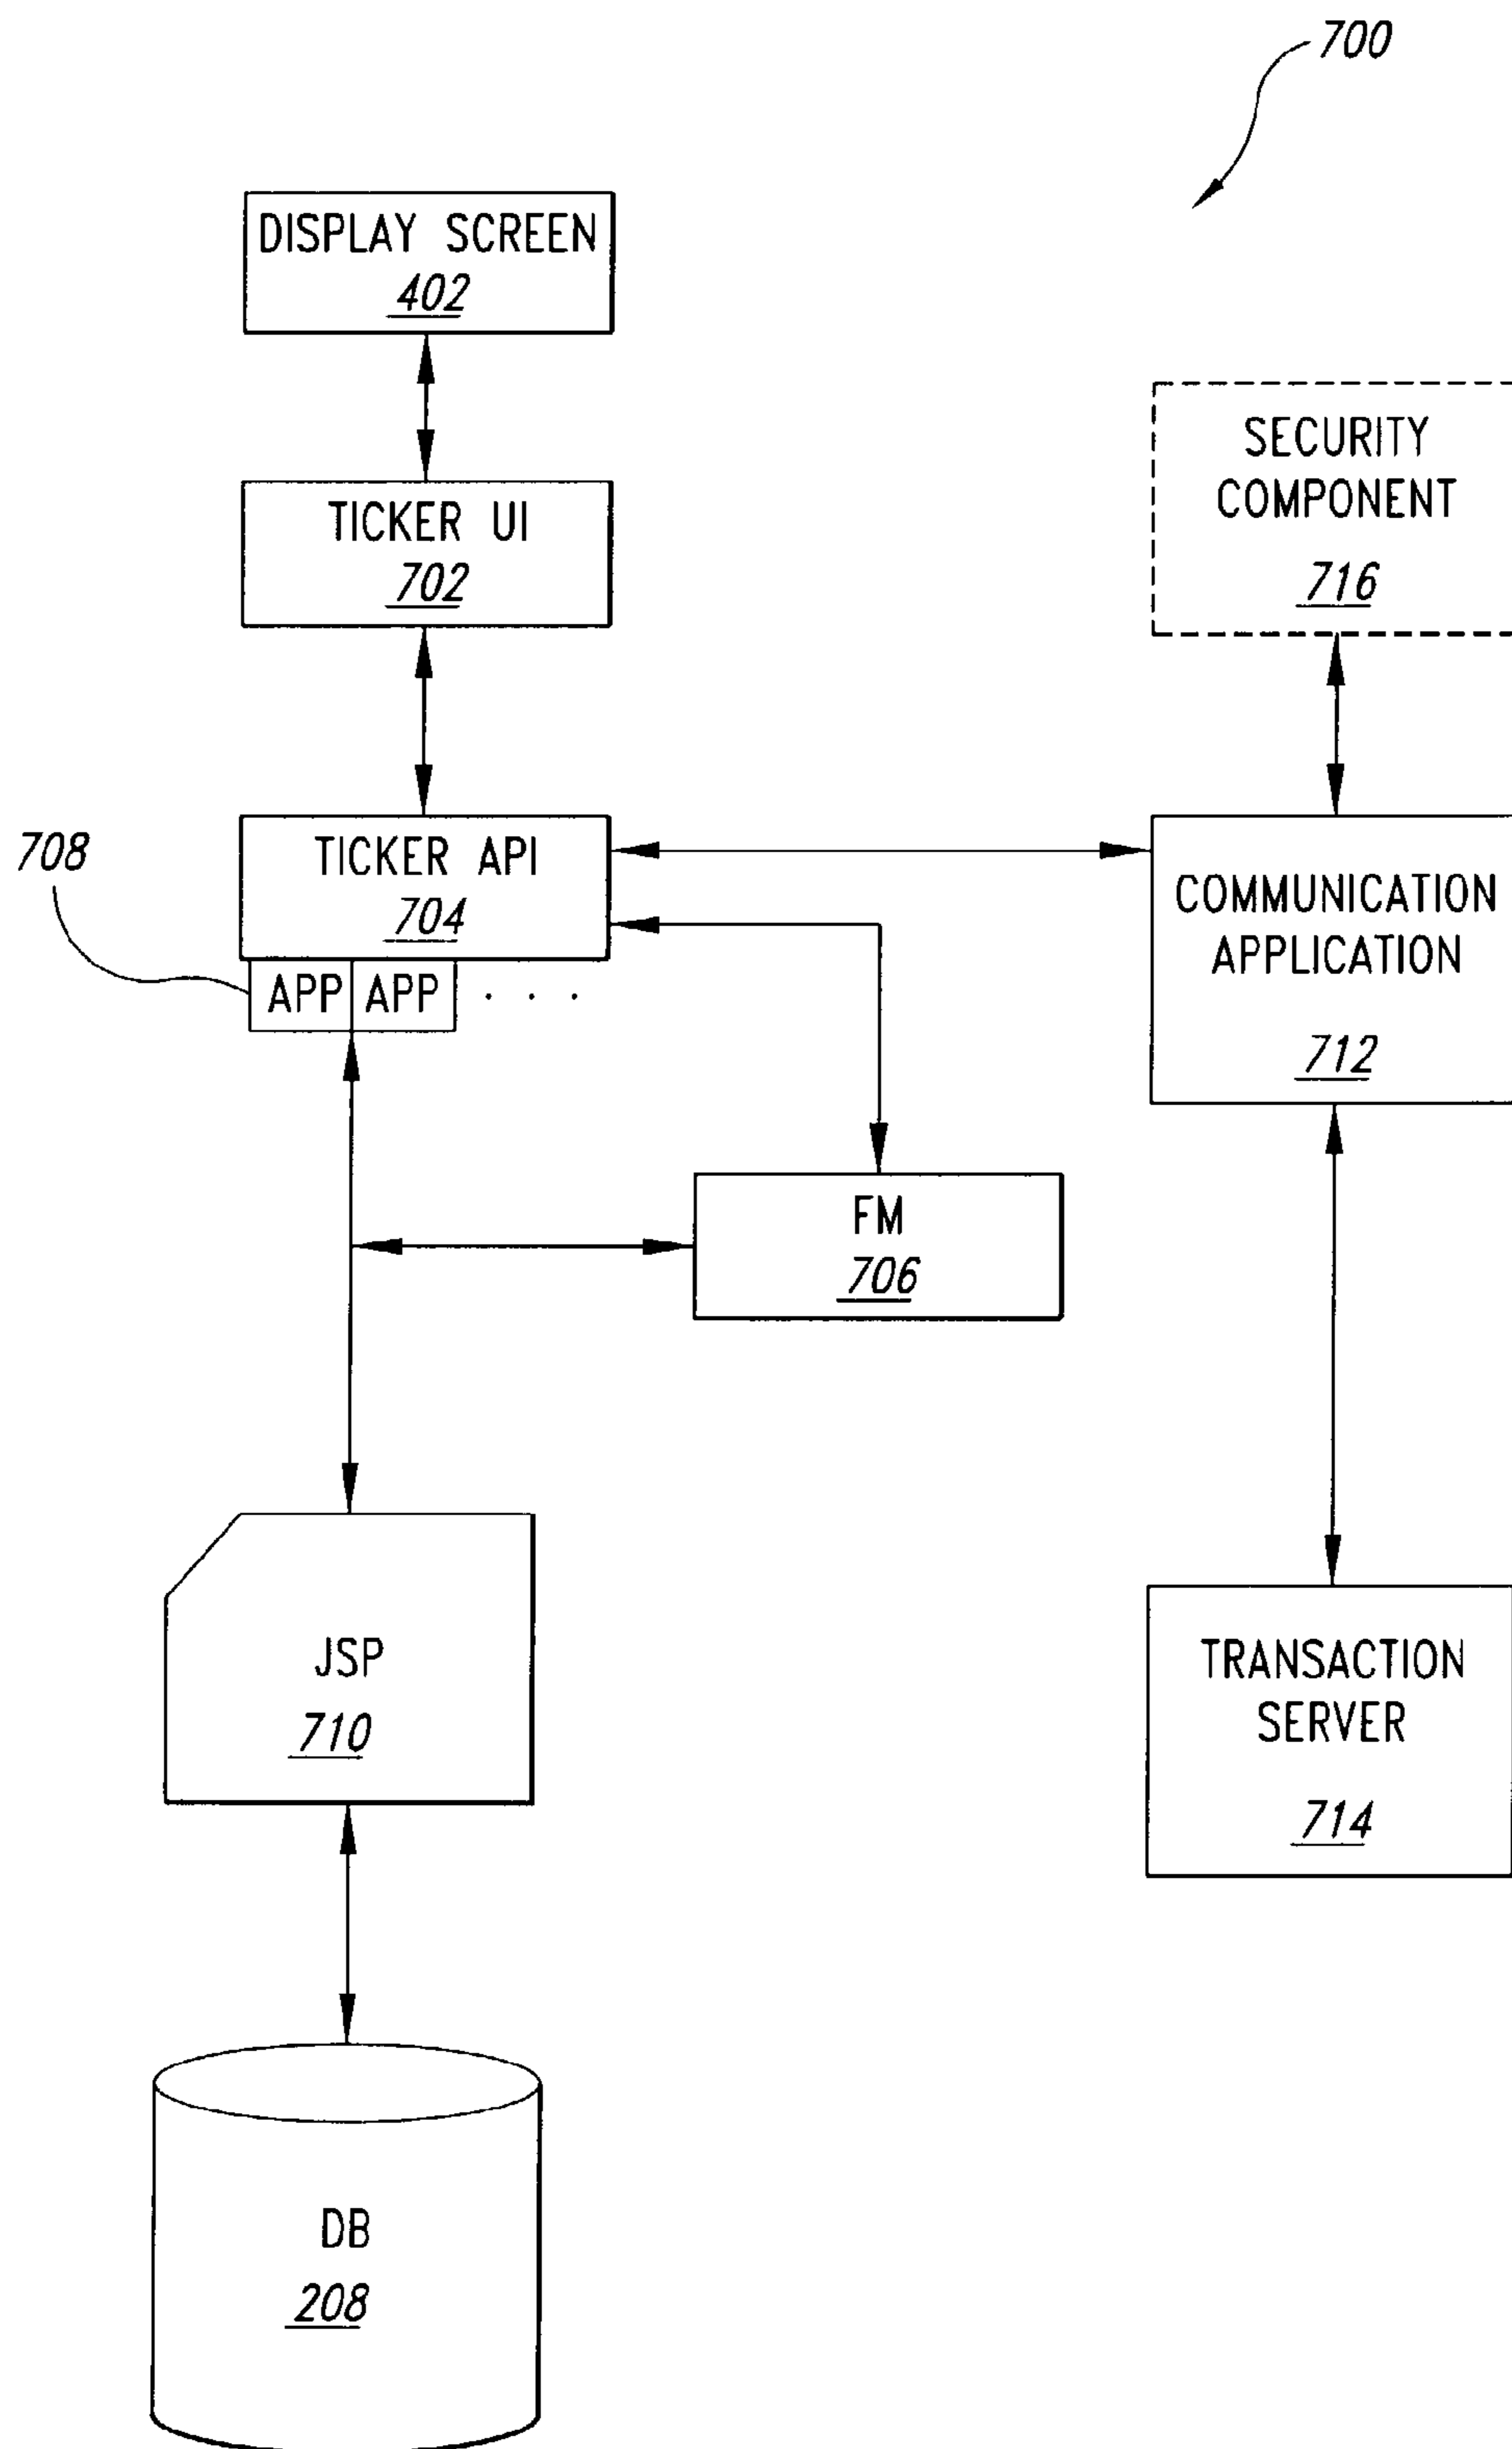 700
DISPLAY SCREEN
402
TICKER UI
702
SECURITY
COMPONENT
716
708
TICKER API
704
APP APP . . .
COMMUNICATION
APPLICATION
712
FM
706
JSP
710
TRANSACTION
SERVER
714
DB
208